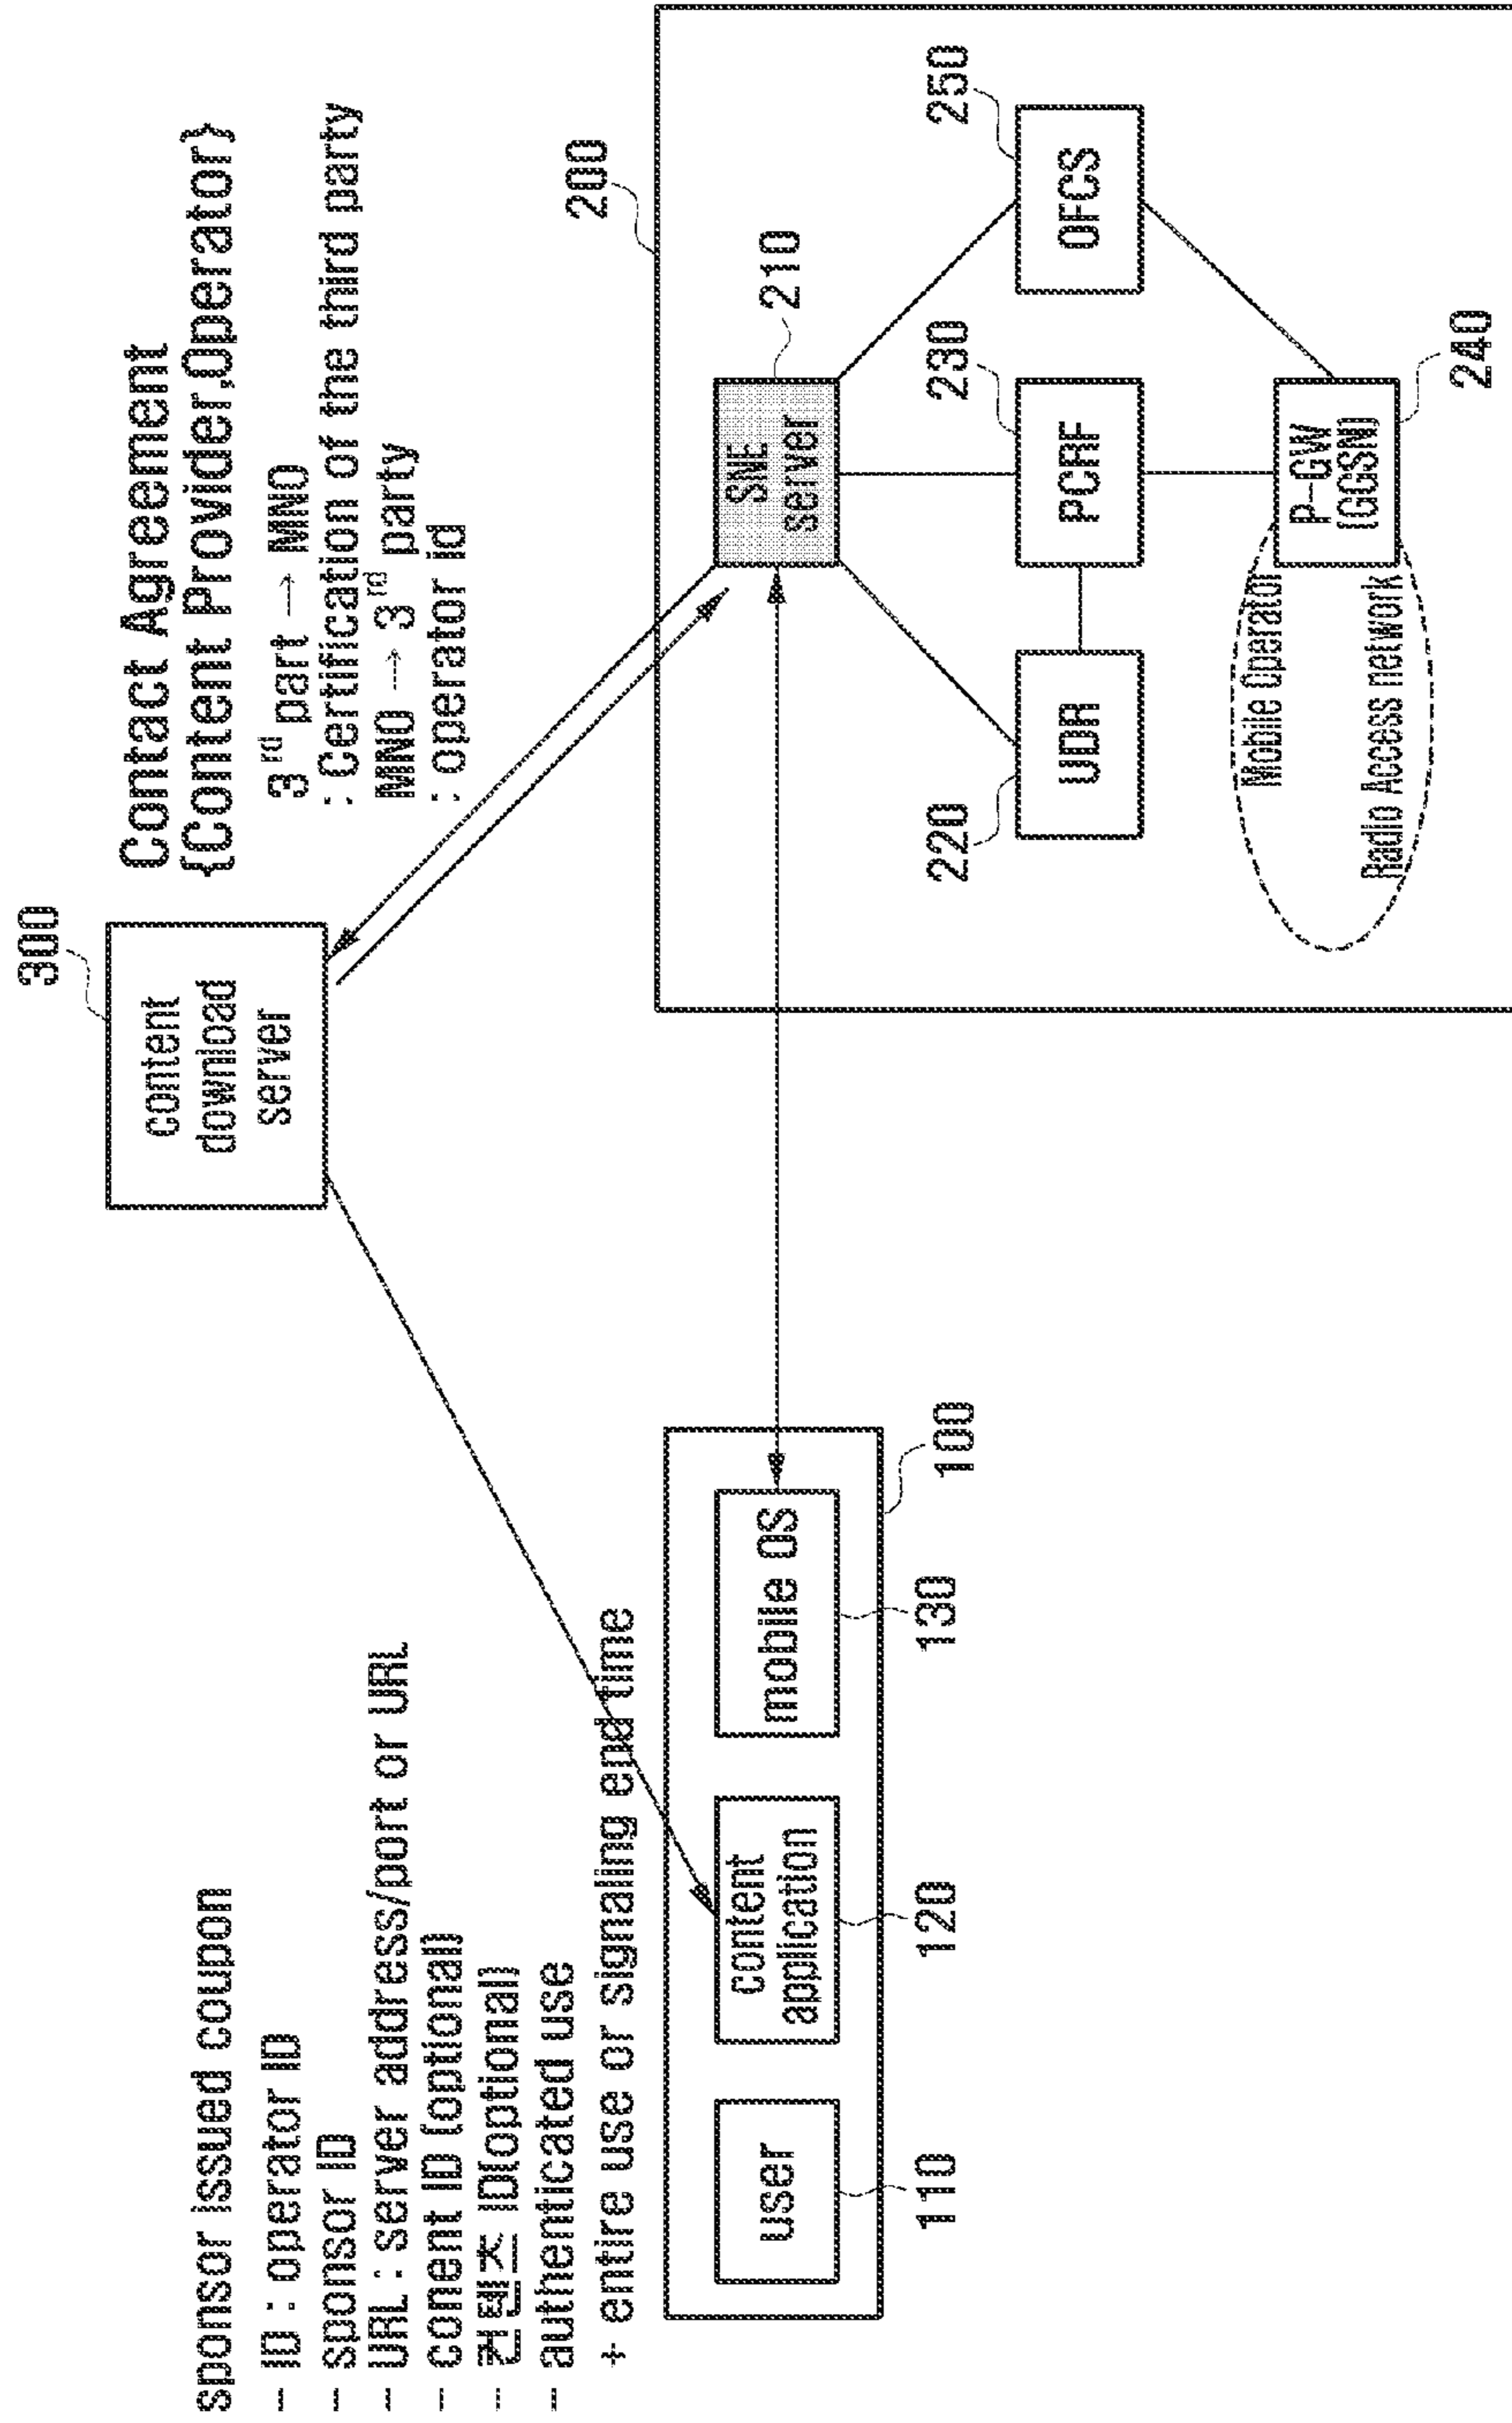 300
content
download
server
Contact Agreement
{Content Provider,Operator}
3rd part → MNO
: Certification of the third party
MNO → 3rd party
: operator id
sponsor issued coupon
– ID : operator ID
– sponsor ID
– URL : server address/port or URL
– conent ID (optional)
– 컨텐츠 ID(optional)
– authenticated use
+ entire use or signaling end time
user
110
content
application
120
mobile OS
130
100
200
SNE
server
210
UDR
220
PCRF
230
OFCS
250
P-GW
(GGSN)
240
Mobile Operator
Radio Access network